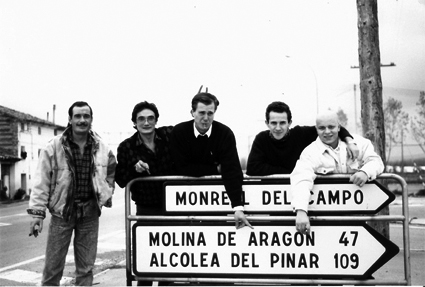 MONREAL DEL CAMPO
MOLINA DE ARAGON 47
ALCOLEA DEL PINAR 109